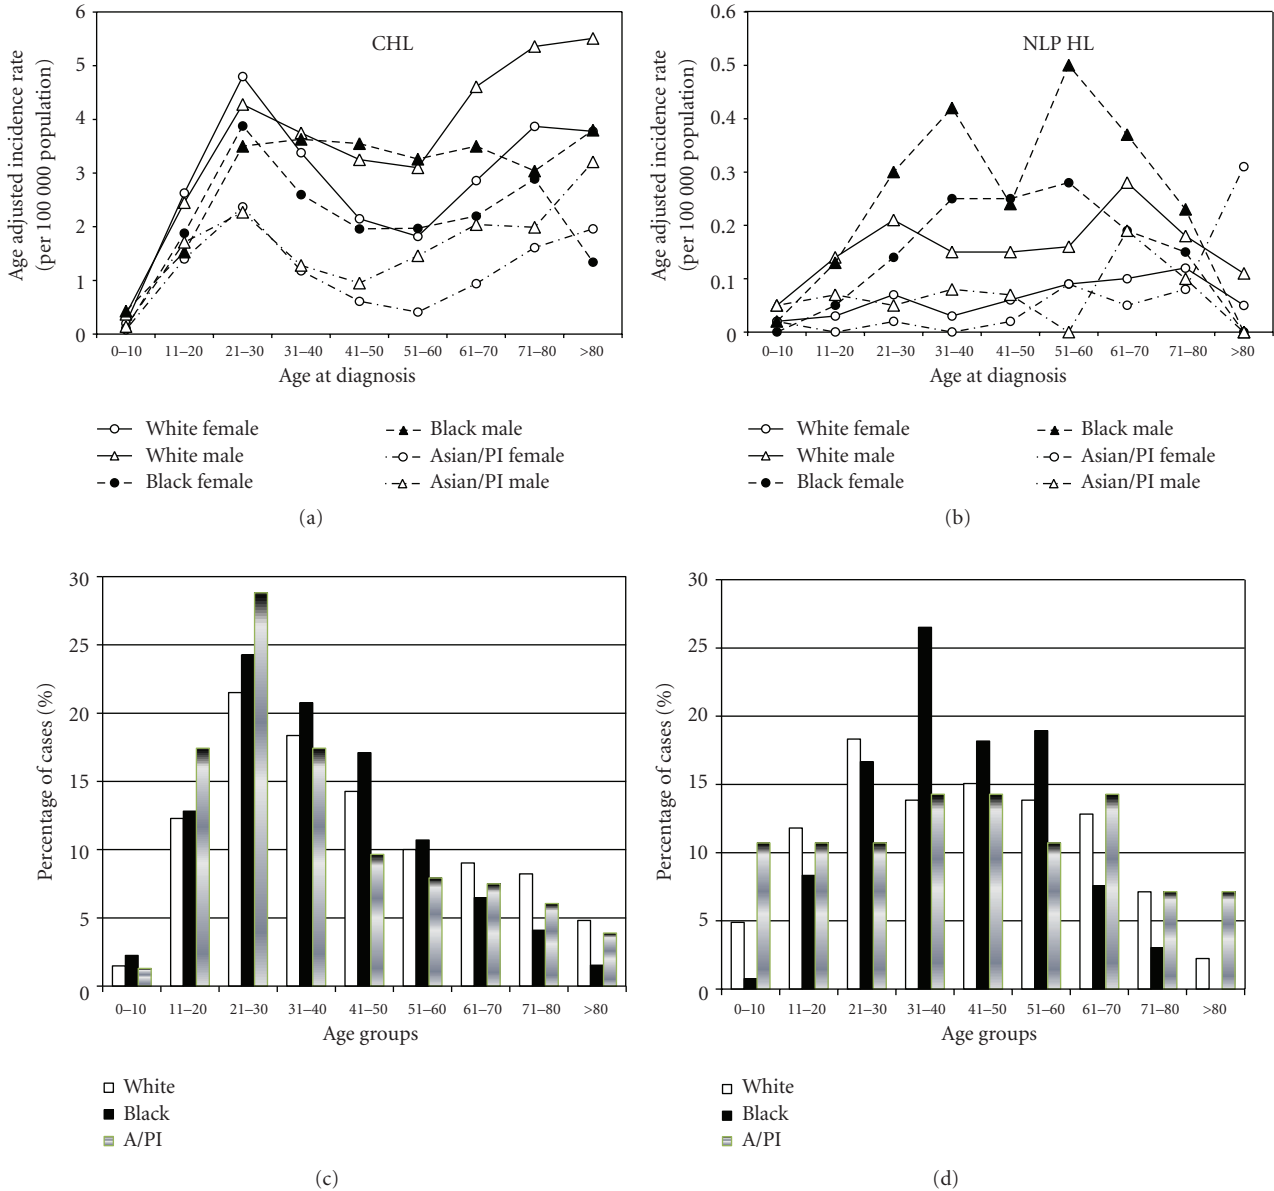 CHL
Age adjusted incidence rate
(per 100 000 population)
6
5
4
3
2
1
0
0–10 11–20 21–30 31–40 41–50 51–60 61–70 71–80 >80
Age at diagnosis
White female
White male
Black female
Black male
Asian/PI female
Asian/PI male
(a)
NLP HL
Age adjusted incidence rate
(per 100 000 population)
0.6
0.5
0.4
0.3
0.2
0.1
0
0–10 11–20 21–30 31–40 41–50 51–60 61–70 71–80 >80
Age at diagnosis
White female
White male
Black female
Black male
Asian/PI female
Asian/PI male
(b)
Percentage of cases (%)
30
25
20
15
10
5
0
0–10 11–20 21–30 31–40 41–50 51–60 61–70 71–80 >80
Age groups
White
Black
A/PI
(c)
Percentage of cases (%)
30
25
20
15
10
5
0
0–10 11–20 21–30 31–40 41–50 51–60 61–70 71–80 >80
Age groups
White
Black
A/PI
(d)